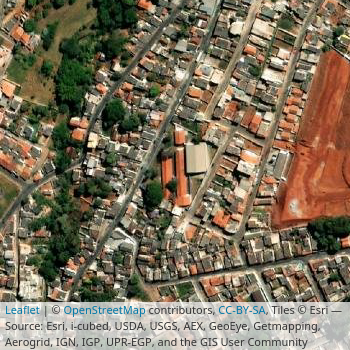 Leaflet | © OpenStreetMap contributors, CC-BY-SA, Tiles © Esri —
Source: Esri, i-cubed, USDA, USGS, AEX, GeoEye, Getmapping,
Aerogrid, IGN, IGP, UPR-EGP, and the GIS User Community